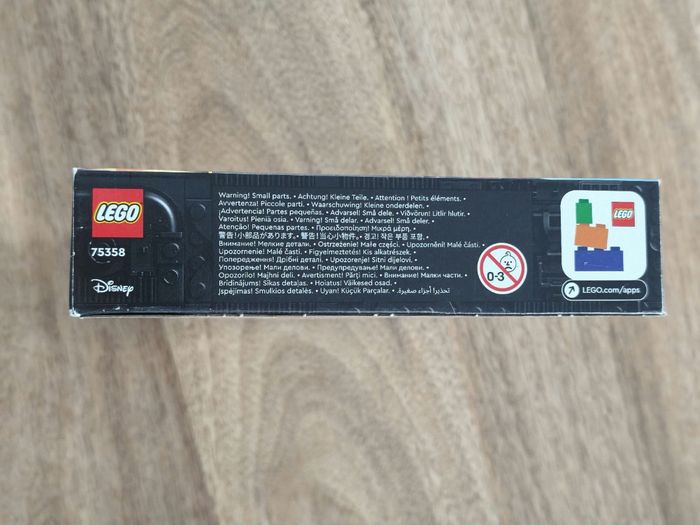 LEGO
75358
Disney
Warning! Small parts. • Achtung! Kleine Teile. • Attention ! Petits éléments. •
Avvertenza! Piccole parti. • Waarschuwing! Kleine onderdelen. •
¡Advertencia! Partes pequeñas. • Advarsel! Små dele. • Viðvörun! Litlir hlutir. •
Varoitus! Pieniä osia. • Varning! Små delar. • Advarsel! Små deler. •
Atenção! Pequenas partes. • Προειδοποίηση! Μικρά μέρη. •
警告! 小部品があります。• 警告! 当心小物件. • 경고! 작은 부품 포함. •
Внимание! Мелкие детали. • Ostrzeżenie! Małe części. • Upozornění! Malé části. •
Upozornenie! Malé časti. • Figyelmeztetés! Kis alkatrészek. •
Попередження! Дрібні деталі. • Upozorenje! Sitni dijelovi. •
Упозорење! Мали делови. • Предупредување! Мали делови. •
Opozorilo! Majhni deli. • Avertisment! Părți mici. • Внимание! Малки части. •
Brīdinājums! Sīkas detaļas. • Hoiatus! Väikesed osad. •
Įspėjimas! Smulkios detalės. • Uyarı! Küçük Parçalar. • تحذير! أجزاء صغيرة.
0-3
LEGO
LEGO.com/apps